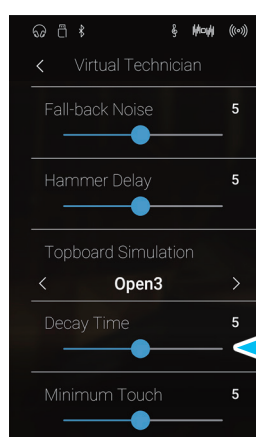 Virtual Technician
Fall-back Noise 5
Hammer Delay 5
Topboard Simulation
Open3
Decay Time 5
Minimum Touch 5